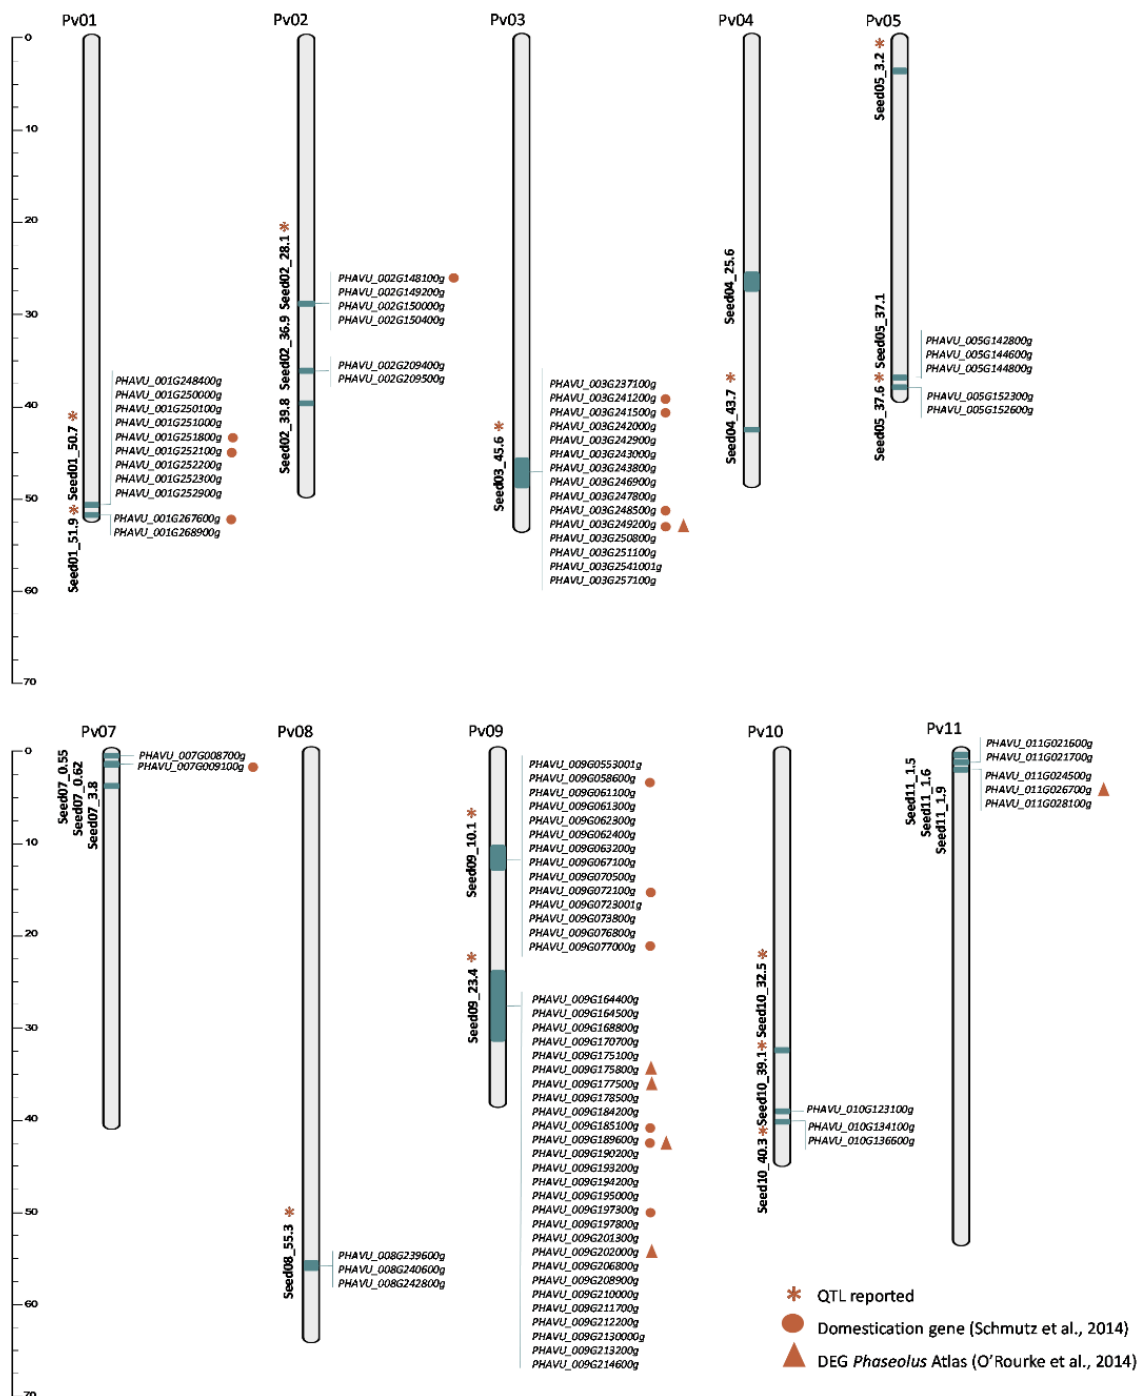 Pv01
Pv02
Pv03
Pv04
Pv05
0
10
20
30
40
50
60
70
Seed01_50.7 *
Seed01_51.9 *
PHAVU_001G248400g
PHAVU_001G250000g
PHAVU_001G250100g
PHAVU_001G251000g
PHAVU_001G251800g
PHAVU_001G252100g
PHAVU_001G252200g
PHAVU_001G252300g
PHAVU_001G252900g
PHAVU_001G267600g
PHAVU_001G268900g
Seed02_28.1 *
Seed02_36.9
Seed02_39.8
PHAVU_002G148100g
PHAVU_002G149200g
PHAVU_002G150000g
PHAVU_002G150400g
PHAVU_002G209400g
PHAVU_002G209500g
Seed03_45.6 *
PHAVU_003G237100g
PHAVU_003G241200g
PHAVU_003G241500g
PHAVU_003G242000g
PHAVU_003G242900g
PHAVU_003G243000g
PHAVU_003G243800g
PHAVU_003G246900g
PHAVU_003G247800g
PHAVU_003G248500g
PHAVU_003G249200g
PHAVU_003G250800g
PHAVU_003G251100g
PHAVU_003G2541001g
PHAVU_003G257100g
Seed04_25.6
Seed04_43.7 *
Seed05_3.2 *
Seed05_37.1
Seed05_37.6 *
PHAVU_005G142800g
PHAVU_005G144600g
PHAVU_005G144800g
PHAVU_005G152300g
PHAVU_005G152600g
Pv07
Pv08
Pv09
Pv10
Pv11
0
10
20
30
40
50
60
70
Seed07_0.55
Seed07_0.62
Seed07_3.8
PHAVU_007G008700g
PHAVU_007G009100g
Seed08_55.3 *
PHAVU_008G239600g
PHAVU_008G240600g
PHAVU_008G242800g
Seed09_10.1 *
Seed09_23.4 *
PHAVU_009G0553001g
PHAVU_009G058600g
PHAVU_009G061100g
PHAVU_009G061300g
PHAVU_009G062300g
PHAVU_009G062400g
PHAVU_009G063200g
PHAVU_009G067100g
PHAVU_009G070500g
PHAVU_009G072100g
PHAVU_009G0723001g
PHAVU_009G073800g
PHAVU_009G076800g
PHAVU_009G077000g
PHAVU_009G164400g
PHAVU_009G164500g
PHAVU_009G168800g
PHAVU_009G170700g
PHAVU_009G175100g
PHAVU_009G175800g
PHAVU_009G177500g
PHAVU_009G178500g
PHAVU_009G184200g
PHAVU_009G185100g
PHAVU_009G189600g
PHAVU_009G190200g
PHAVU_009G193200g
PHAVU_009G194200g
PHAVU_009G195000g
PHAVU_009G197300g
PHAVU_009G197800g
PHAVU_009G201300g
PHAVU_009G202000g
PHAVU_009G206800g
PHAVU_009G208900g
PHAVU_009G210000g
PHAVU_009G211700g
PHAVU_009G212200g
PHAVU_009G2130000g
PHAVU_009G213200g
PHAVU_009G214600g
Seed10_32.5 *
Seed10_39.1 *
Seed10_40.3 *
PHAVU_010G123100g
PHAVU_010G134100g
PHAVU_010G136600g
Seed11_1.5
Seed11_1.6
Seed11_1.9
PHAVU_011G021600g
PHAVU_011G021700g
PHAVU_011G024500g
PHAVU_011G026700g
PHAVU_011G028100g
* QTL reported
Domestication gene (Schmutz et al., 2014)
DEG Phaseolus Atlas (O'Rourke et al., 2014)